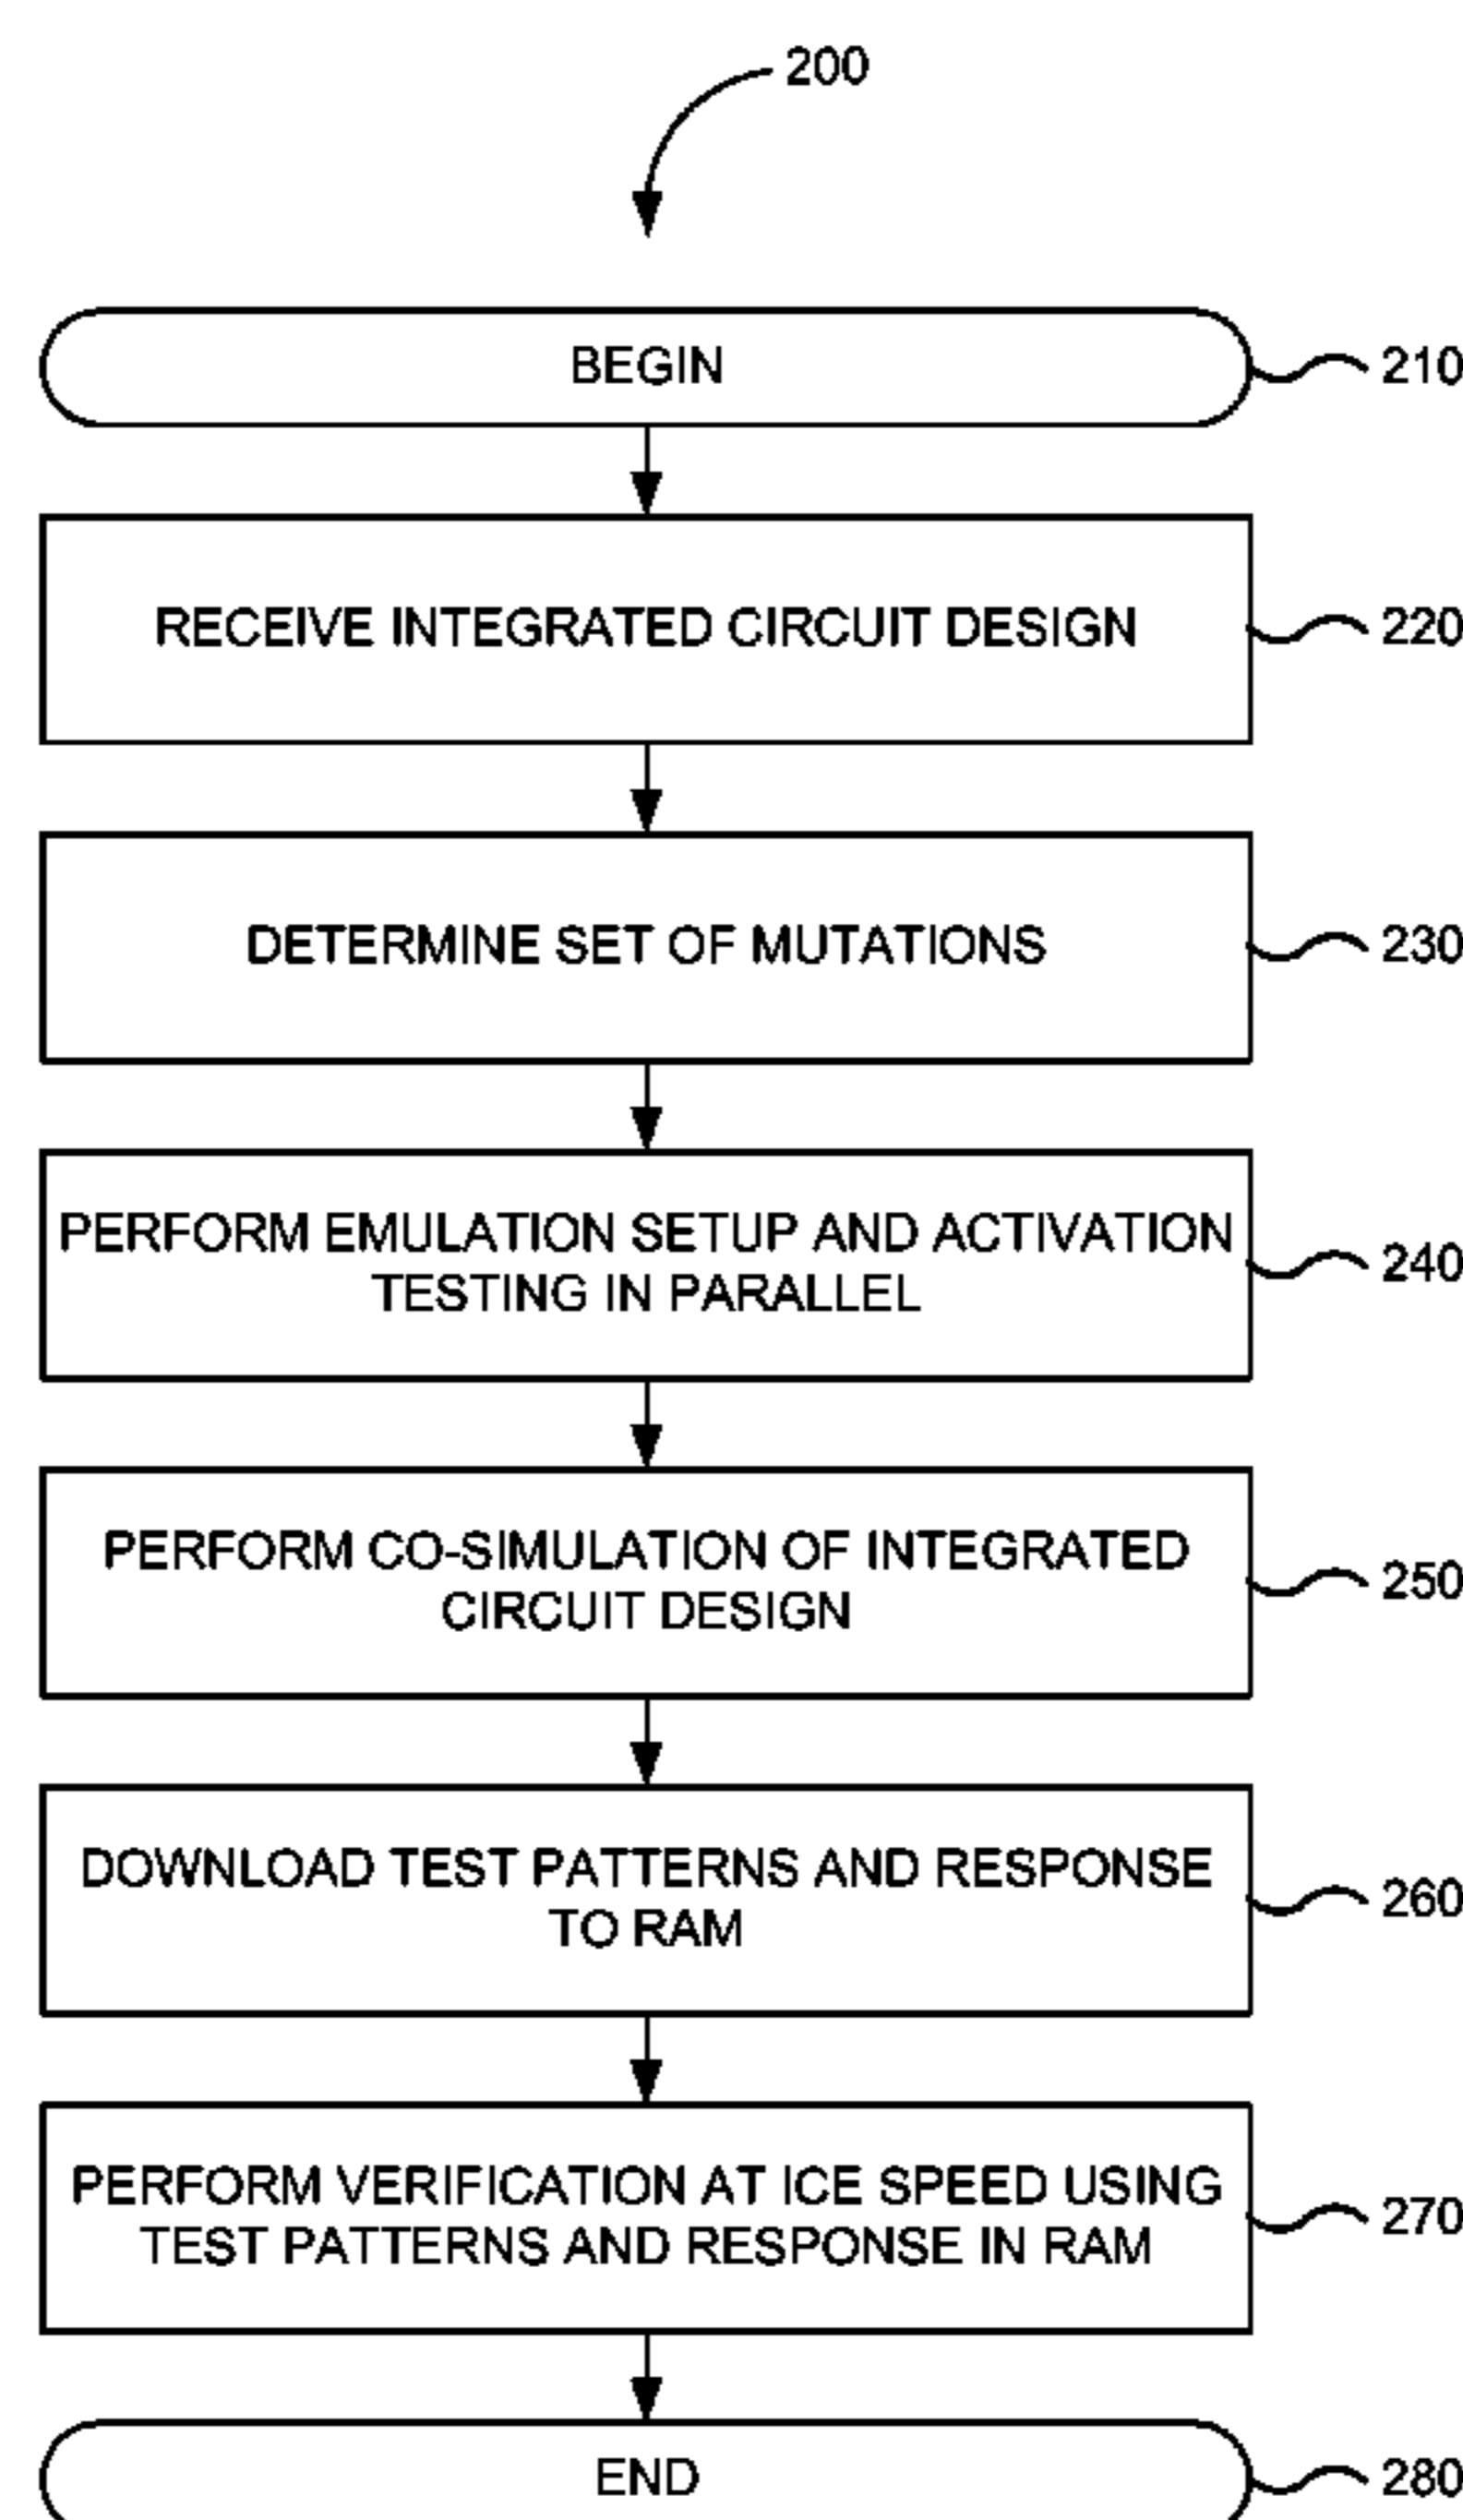 200
BEGIN
210
RECEIVE INTEGRATED CIRCUIT DESIGN
220
DETERMINE SET OF MUTATIONS
230
PERFORM EMULATION SETUP AND ACTIVATION
TESTING IN PARALLEL
240
PERFORM CO-SIMULATION OF INTEGRATED
CIRCUIT DESIGN
250
DOWNLOAD TEST PATTERNS AND RESPONSE
TO RAM
260
PERFORM VERIFICATION AT ICE SPEED USING
TEST PATTERNS AND RESPONSE IN RAM
270
END
280